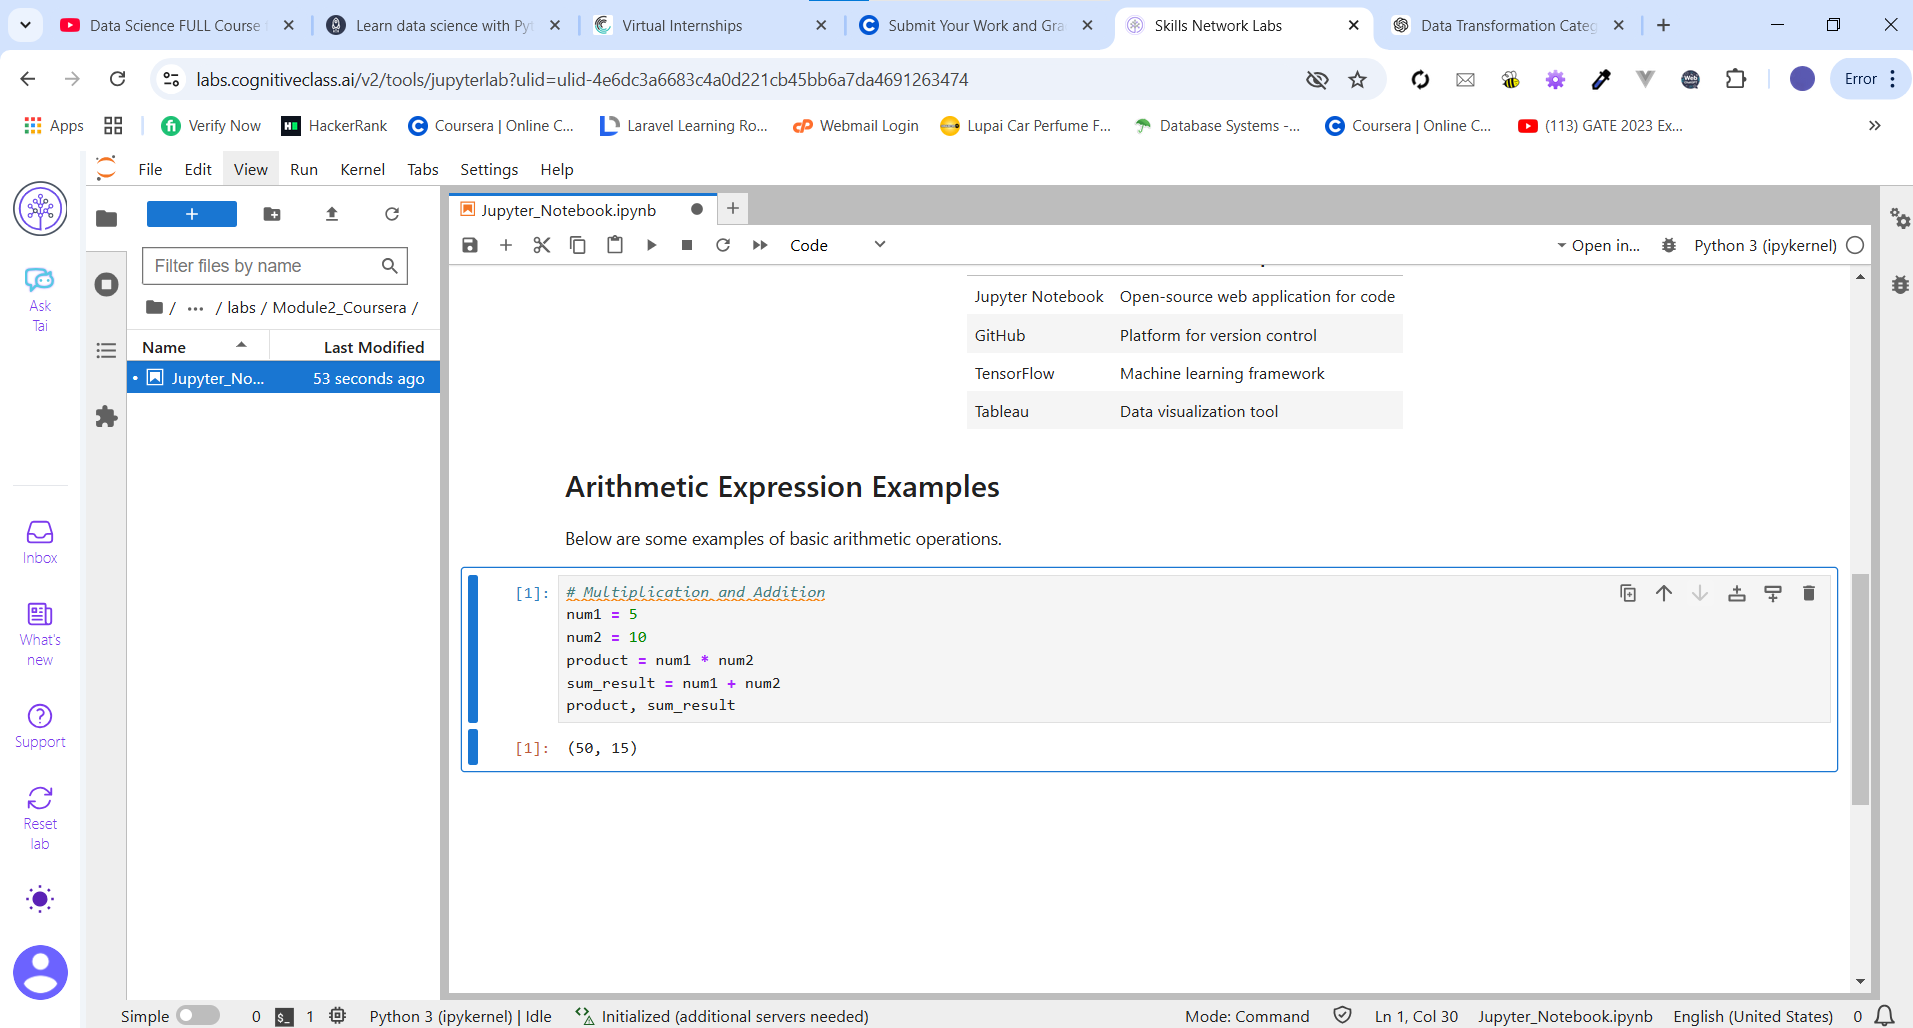 Data Science FULL Course
Learn data science with Pyt
Virtual Internships
Submit Your Work and Gra
Skills Network Labs
Data Transformation Categ
labs.cognitiveclass.ai/v2/tools/jupyterlab?ulid=ulid-4e6dc3a6683c4a0d221cb45bb6a7da4691263474
Error
Apps
Verify Now
HackerRank
Coursera | Online C...
Laravel Learning Ro...
Webmail Login
Lupai Car Perfume F...
Database Systems -...
Coursera | Online C...
(113) GATE 2023 Ex...
File Edit View Run Kernel Tabs Settings Help
Ask
Tai
Inbox
What's
new
Support
Reset
lab
+
Filter files by name
/ ... / labs / Module2_Coursera /
Name Last Modified
Jupyter_No... 53 seconds ago
Jupyter_Notebook.ipynb
Code
Open in...
Python 3 (ipykernel)
Jupyter Notebook Open-source web application for code
GitHub Platform for version control
TensorFlow Machine learning framework
Tableau Data visualization tool
Arithmetic Expression Examples
Below are some examples of basic arithmetic operations.
[1]: # Multiplication and Addition
num1 = 5
num2 = 10
product = num1 * num2
sum_result = num1 + num2
product, sum_result
[1]: (50, 15)
Simple 0 $_ 1 Python 3 (ipykernel) | Idle Initialized (additional servers needed) Mode: Command Ln 1, Col 30 Jupyter_Notebook.ipynb English (United States) 0